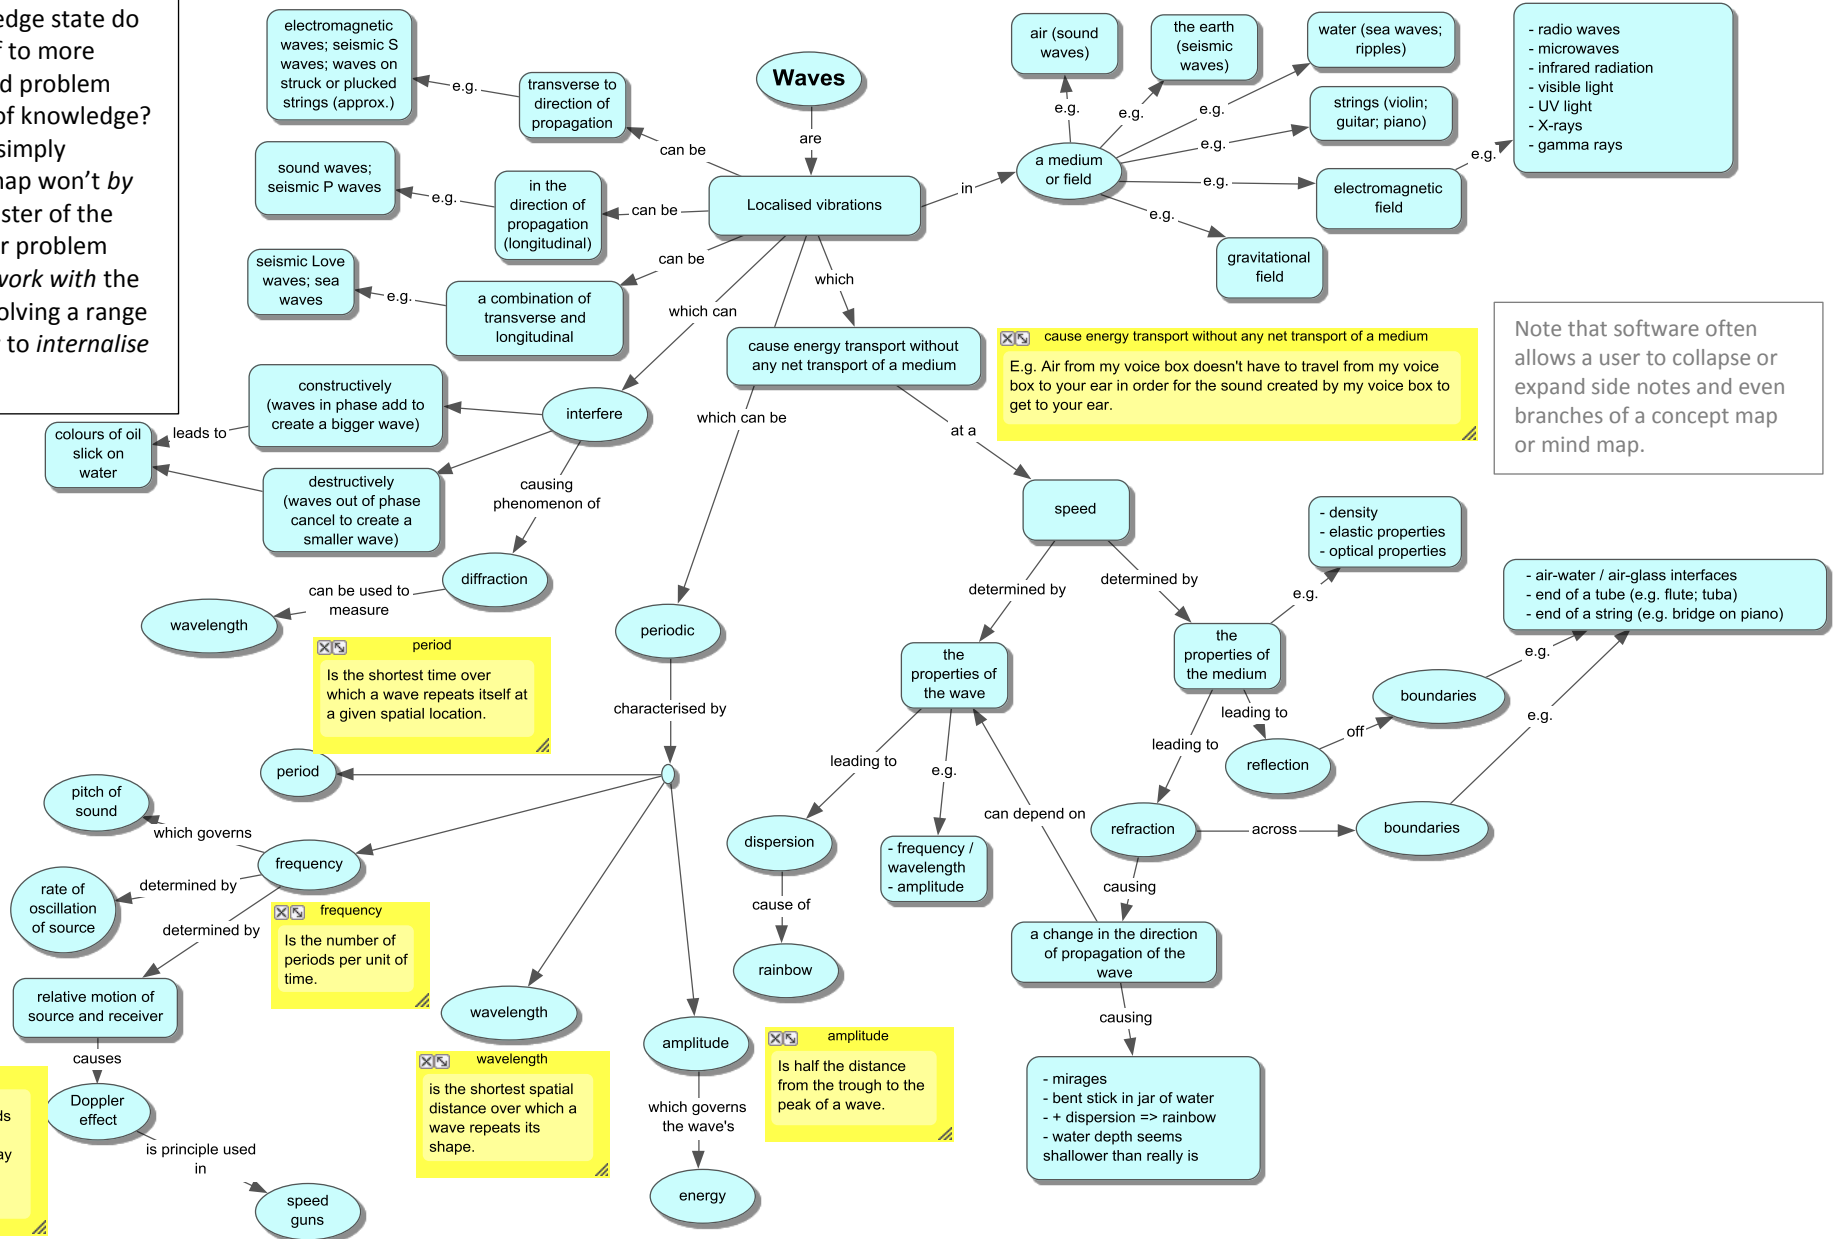 edge state do
f to more
d problem
of knowledge?
simply
nap won't by
ster of the
r problem
work with the
olving a range
to internalise
electromagnetic
waves; seismic S
waves; waves on
struck or plucked
strings (approx.)
e.g.
transverse to
direction of
propagation
can be
Waves
are
Localised vibrations
in
a medium
or field
e.g.
air (sound
waves)
e.g.
the earth
(seismic
waves)
e.g.
water (sea waves;
ripples)
e.g.
strings (violin;
guitar; piano)
e.g.
electromagnetic
field
e.g.
- radio waves
- microwaves
- infrared radiation
- visible light
- UV light
- X-rays
- gamma rays
e.g.
gravitational
field
sound waves;
seismic P waves
e.g.
in the
direction of
propagation
(longitudinal)
can be
seismic Love
waves; sea
waves
e.g.
a combination of
transverse and
longitudinal
can be
which can
which
cause energy transport without
any net transport of a medium
cause energy transport without any net transport of a medium
E.g. Air from my voice box doesn't have to travel from my voice
box to your ear in order for the sound created by my voice box to
get to your ear.
Note that software often
allows a user to collapse or
expand side notes and even
branches of a concept map
or mind map.
constructively
(waves in phase add to
create a bigger wave)
interfere
which can be
at a
colours of oil
slick on
water
leads to
destructively
(waves out of phase
cancel to create a
smaller wave)
causing
phenomenon of
diffraction
can be used to
measure
wavelength
speed
determined by
determined by
- density
- elastic properties
- optical properties
e.g.
the
properties of
the medium
- air-water / air-glass interfaces
- end of a tube (e.g. flute; tuba)
- end of a string (e.g. bridge on piano)
e.g.
boundaries
e.g.
off
leading to
reflection
leading to
refraction
across
boundaries
periodic
the
properties of
the wave
period
Is the shortest time over
which a wave repeats itself at
a given spatial location.
characterised by
period
leading to
e.g.
can depend on
pitch of
sound
which governs
frequency
dispersion
- frequency /
wavelength
- amplitude
rate of
oscillation
of source
determined by
determined by
frequency
Is the number of
periods per unit of
time.
cause of
rainbow
causing
a change in the direction
of propagation of the
wave
relative motion of
source and receiver
causes
wavelength
wavelength
is the shortest spatial
distance over which a
wave repeats its
shape.
amplitude
amplitude
Is half the distance
from the trough to the
peak of a wave.
causing
- mirages
- bent stick in jar of water
- + dispersion => rainbow
- water depth seems
shallower than really is
ds
ay
Doppler
effect
is principle used
in
speed
guns
which governs
the wave's
energy